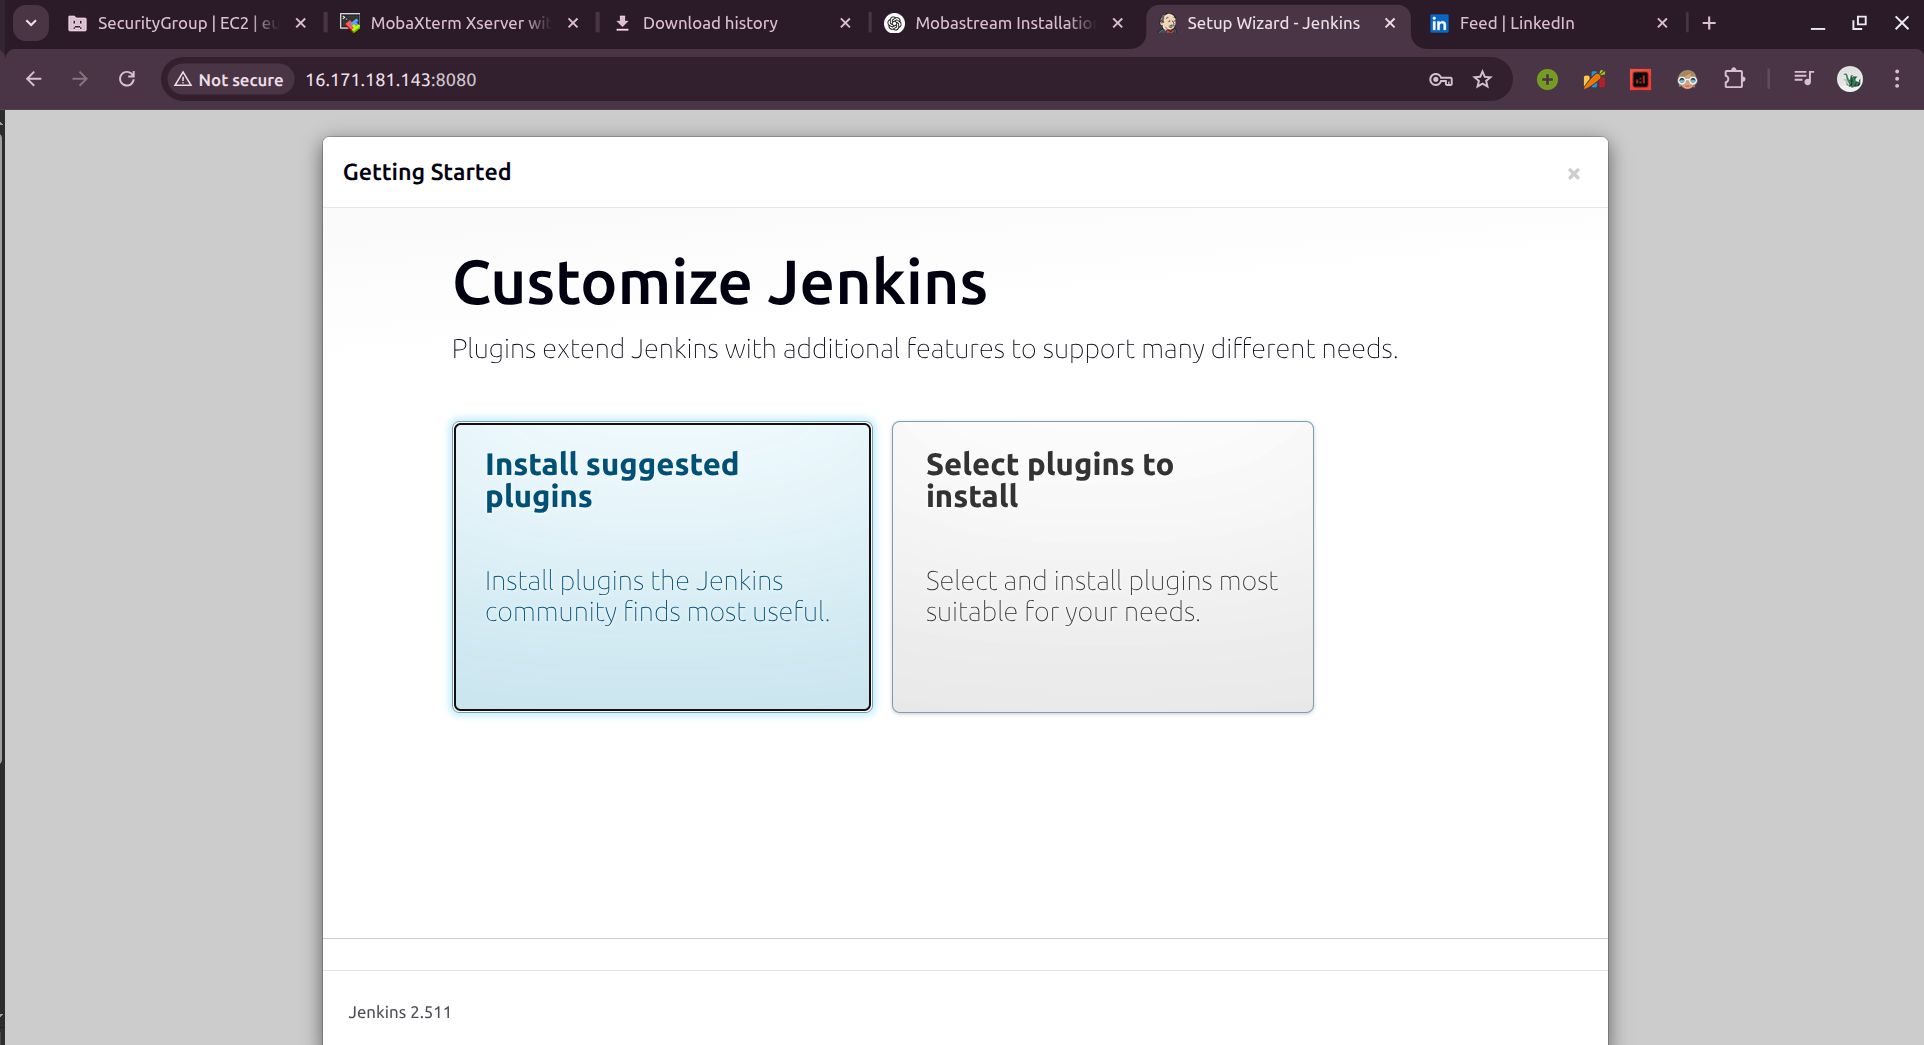 SecurityGroup | EC2 | eu
MobaXterm Xserver wit
Download history
Mobastream Installatio
Setup Wizard - Jenkins
Feed | LinkedIn
Not secure
16.171.181.143:8080
Getting Started
Customize Jenkins
Plugins extend Jenkins with additional features to support many different needs.
Install suggested
plugins
Install plugins the Jenkins
community finds most useful.
Select plugins to
install
Select and install plugins most
suitable for your needs.
Jenkins 2.511